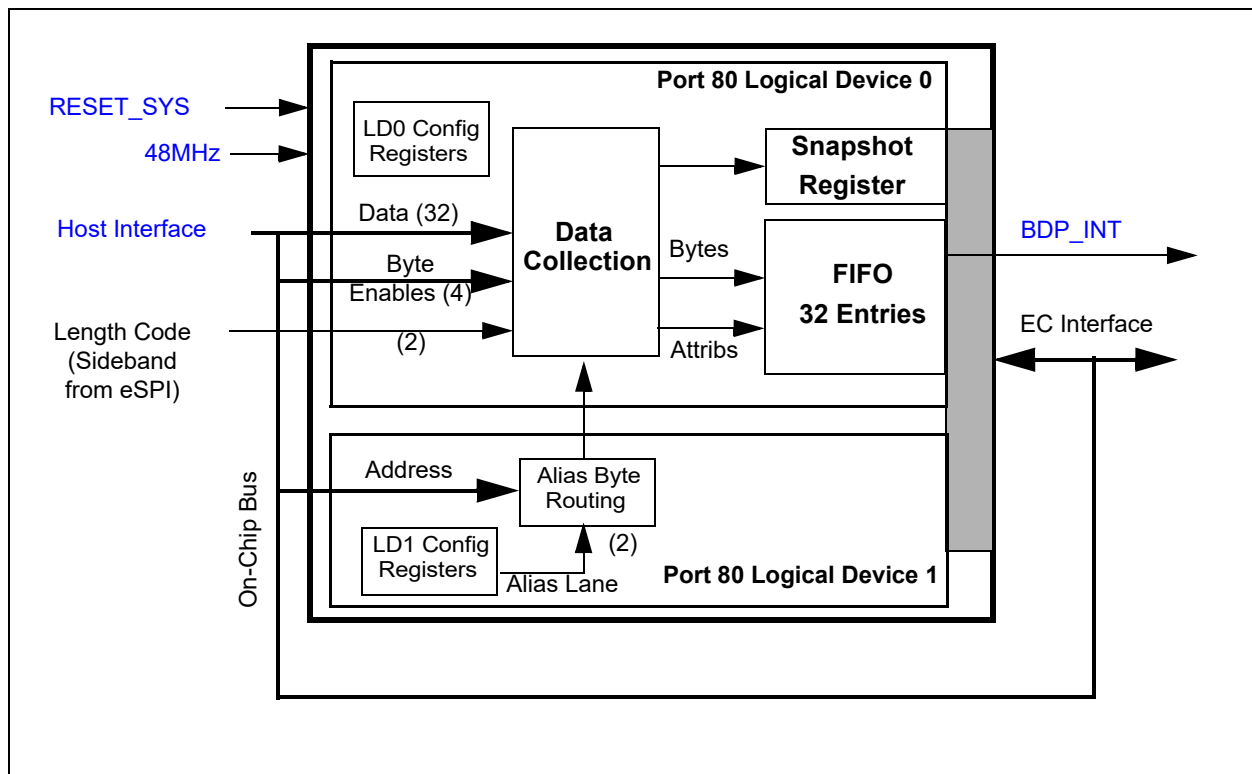 Port 80 Logical Device 0
RESET_SYS
48MHz
LD0 Config
Registers
Snapshot
Register
Host Interface
Data (32)
Data
Collection
Bytes
BDP_INT
Byte
Enables (4)
FIFO
32 Entries
Length Code
(Sideband
from eSPI)
(2)
Attribs
EC Interface
Address
Alias Byte
Routing
On-Chip Bus
LD1 Config
Registers
(2)
Alias Lane
Port 80 Logical Device 1